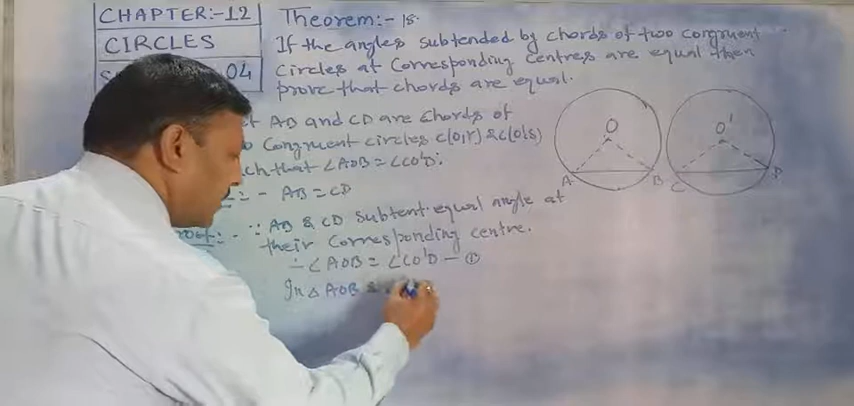 CHAPTER:-12
CIRCLES
04
Theorem:- 18.
If the angles subtended by chords of two congruent
circles at corresponding centres are equal then
prove that chords are equal.
AB and CD are chords of
congruent circles C(O,r) & C(O',s)
that ∠AOB = ∠CO'D.
:- AB = CD
:- ∵ AB & CD subtent equal angle at
their corresponding centre.
∴ ∠AOB = ∠CO'D - ①
In △ AOB &
O
A
B
O'
C
D